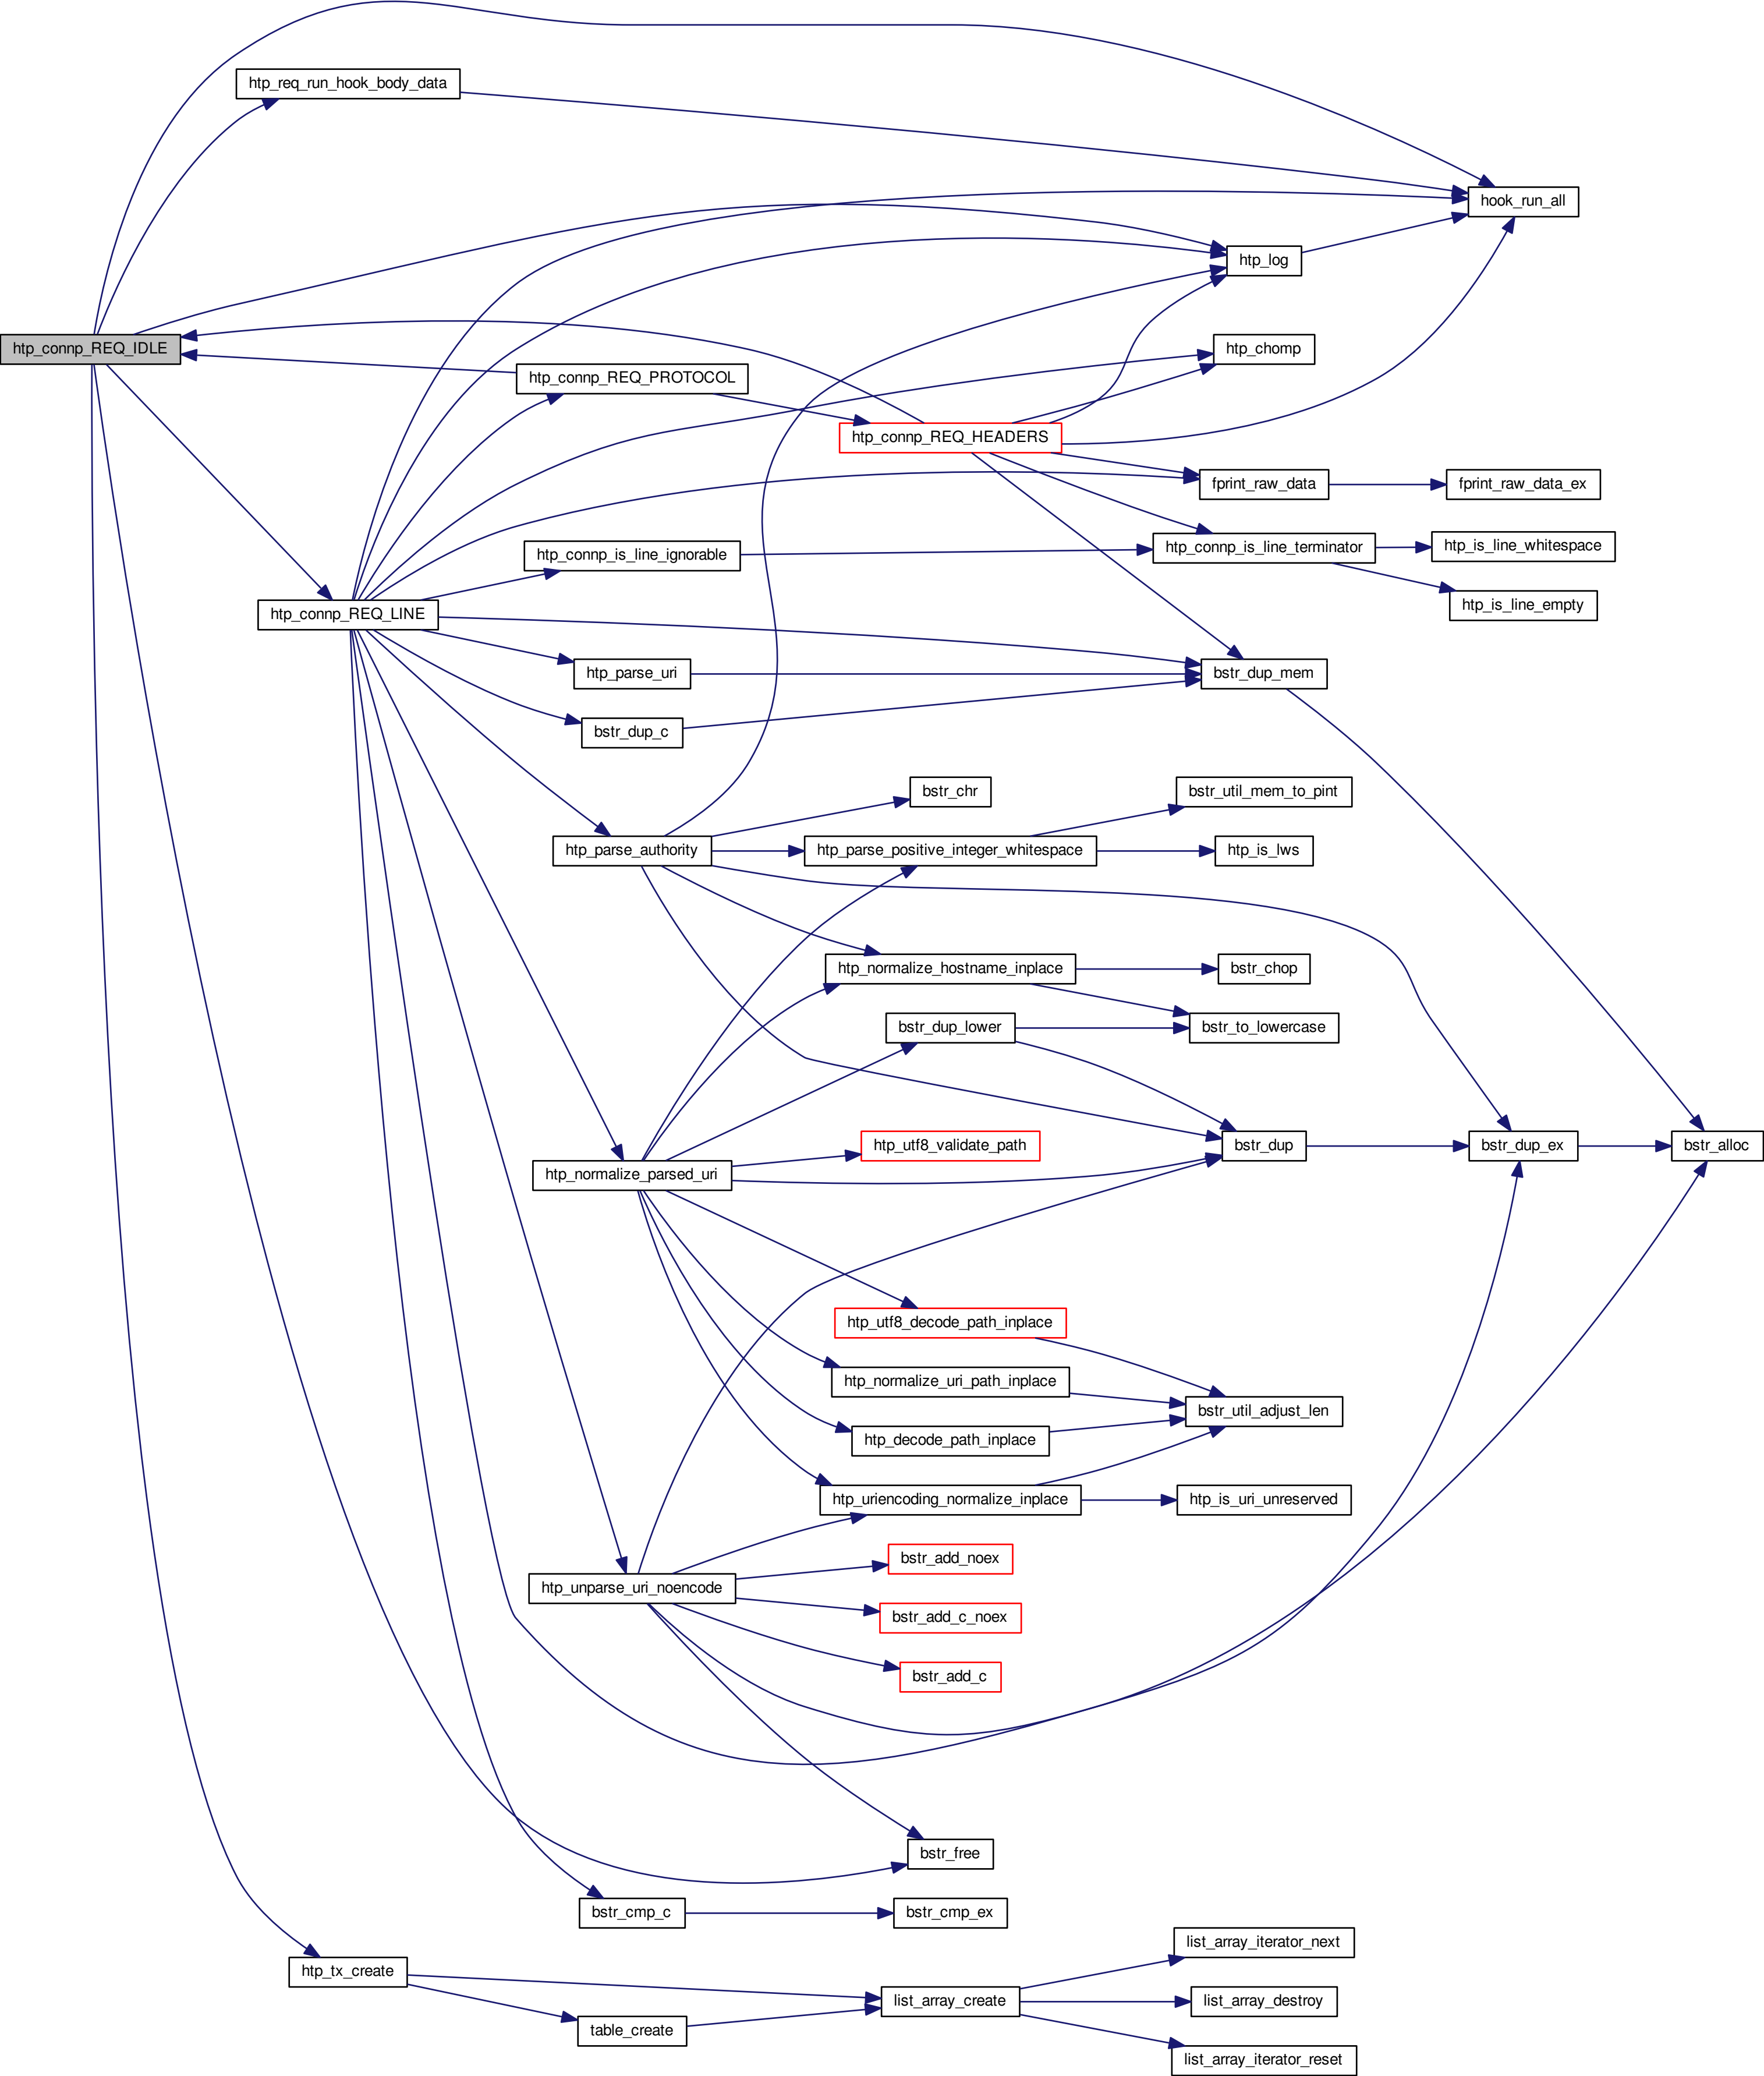 htp_req_run_hook_body_data
hook_run_all
htp_log
htp_connp_REQ_IDLE
htp_chomp
htp_connp_REQ_PROTOCOL
htp_connp_REQ_HEADERS
fprint_raw_data
fprint_raw_data_ex
htp_connp_is_line_ignorable
htp_connp_is_line_terminator
htp_is_line_whitespace
htp_is_line_empty
htp_connp_REQ_LINE
htp_parse_uri
bstr_dup_mem
bstr_dup_c
bstr_chr
bstr_util_mem_to_pint
htp_parse_authority
htp_parse_positive_integer_whitespace
htp_is_lws
htp_normalize_hostname_inplace
bstr_chop
bstr_dup_lower
bstr_to_lowercase
htp_utf8_validate_path
bstr_dup
bstr_dup_ex
bstr_alloc
htp_normalize_parsed_uri
htp_utf8_decode_path_inplace
htp_normalize_uri_path_inplace
bstr_util_adjust_len
htp_decode_path_inplace
htp_uriencoding_normalize_inplace
htp_is_uri_unreserved
bstr_add_noex
htp_unparse_uri_noencode
bstr_add_c_noex
bstr_add_c
bstr_free
bstr_cmp_c
bstr_cmp_ex
list_array_iterator_next
htp_tx_create
list_array_create
list_array_destroy
table_create
list_array_iterator_reset